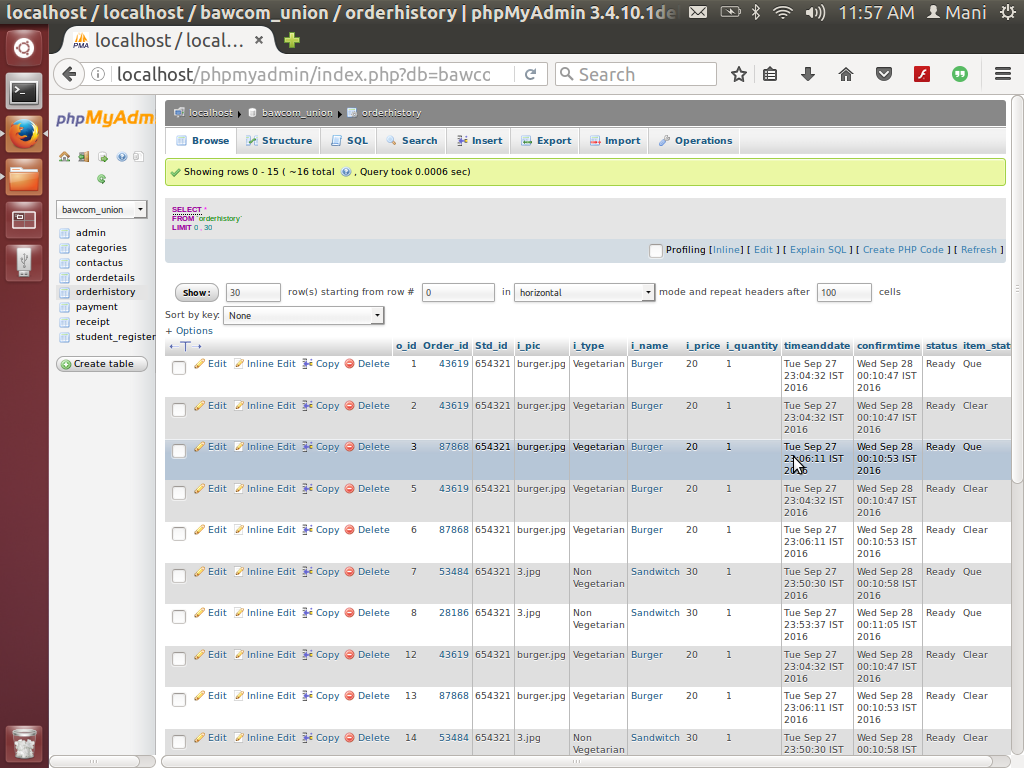 localhost / localhost / bawcom_union / orderhistory | phpMyAdmin 3.4.10.1de 11:57 AM Mani
PMA localhost / local...
localhost/phpmyadmin/index.php?db=bawcc Search
phpMyAdm
bawcom_union
admin
categories
contactus
orderdetails
orderhistory
payment
receipt
student_register
Create table
localhost bawcom_union orderhistory
Browse Structure SQL Search Insert Export Import Operations
Showing rows 0 - 15 ( ~16 total , Query took 0.0006 sec)
SELECT *
FROM `orderhistory`
LIMIT 0 , 30
Profiling [Inline] [ Edit ] [ Explain SQL ] [ Create PHP Code ] [ Refresh ]
Show : 30 row(s) starting from row # 0 in horizontal mode and repeat headers after 100 cells
Sort by key: None
+ Options
←T→ o_id Order_id Std_id i_pic i_type i_name i_price i_quantity timeanddate confirmtime status item_stat
Edit Inline Edit Copy Delete 1 43619 654321 burger.jpg Vegetarian Burger 20 1 Tue Sep 27 Wed Sep 28 Ready Que
23:04:32 IST 00:10:47 IST
2016 2016
Edit Inline Edit Copy Delete 2 43619 654321 burger.jpg Vegetarian Burger 20 1 Tue Sep 27 Wed Sep 28 Ready Clear
23:04:32 IST 00:10:47 IST
2016 2016
Edit Inline Edit Copy Delete 3 87868 654321 burger.jpg Vegetarian Burger 20 1 Tue Sep 27 Wed Sep 28 Ready Que
23:06:11 IST 00:10:53 IST
2016 2016
Edit Inline Edit Copy Delete 5 43619 654321 burger.jpg Vegetarian Burger 20 1 Tue Sep 27 Wed Sep 28 Ready Clear
23:04:32 IST 00:10:47 IST
2016 2016
Edit Inline Edit Copy Delete 6 87868 654321 burger.jpg Vegetarian Burger 20 1 Tue Sep 27 Wed Sep 28 Ready Clear
23:06:11 IST 00:10:53 IST
2016 2016
Edit Inline Edit Copy Delete 7 53484 654321 3.jpg Non Sandwitch 30 1 Tue Sep 27 Wed Sep 28 Ready Que
Vegetarian 23:50:30 IST 00:10:58 IST
2016 2016
Edit Inline Edit Copy Delete 8 28186 654321 3.jpg Non Sandwitch 30 1 Tue Sep 27 Wed Sep 28 Ready Que
Vegetarian 23:53:37 IST 00:11:05 IST
2016 2016
Edit Inline Edit Copy Delete 12 43619 654321 burger.jpg Vegetarian Burger 20 1 Tue Sep 27 Wed Sep 28 Ready Clear
23:04:32 IST 00:10:47 IST
2016 2016
Edit Inline Edit Copy Delete 13 87868 654321 burger.jpg Vegetarian Burger 20 1 Tue Sep 27 Wed Sep 28 Ready Clear
23:06:11 IST 00:10:53 IST
2016 2016
Edit Inline Edit Copy Delete 14 53484 654321 3.jpg Non Sandwitch 30 1 Tue Sep 27 Wed Sep 28 Ready Clear
Vegetarian 23:50:30 IST 00:10:58 IST